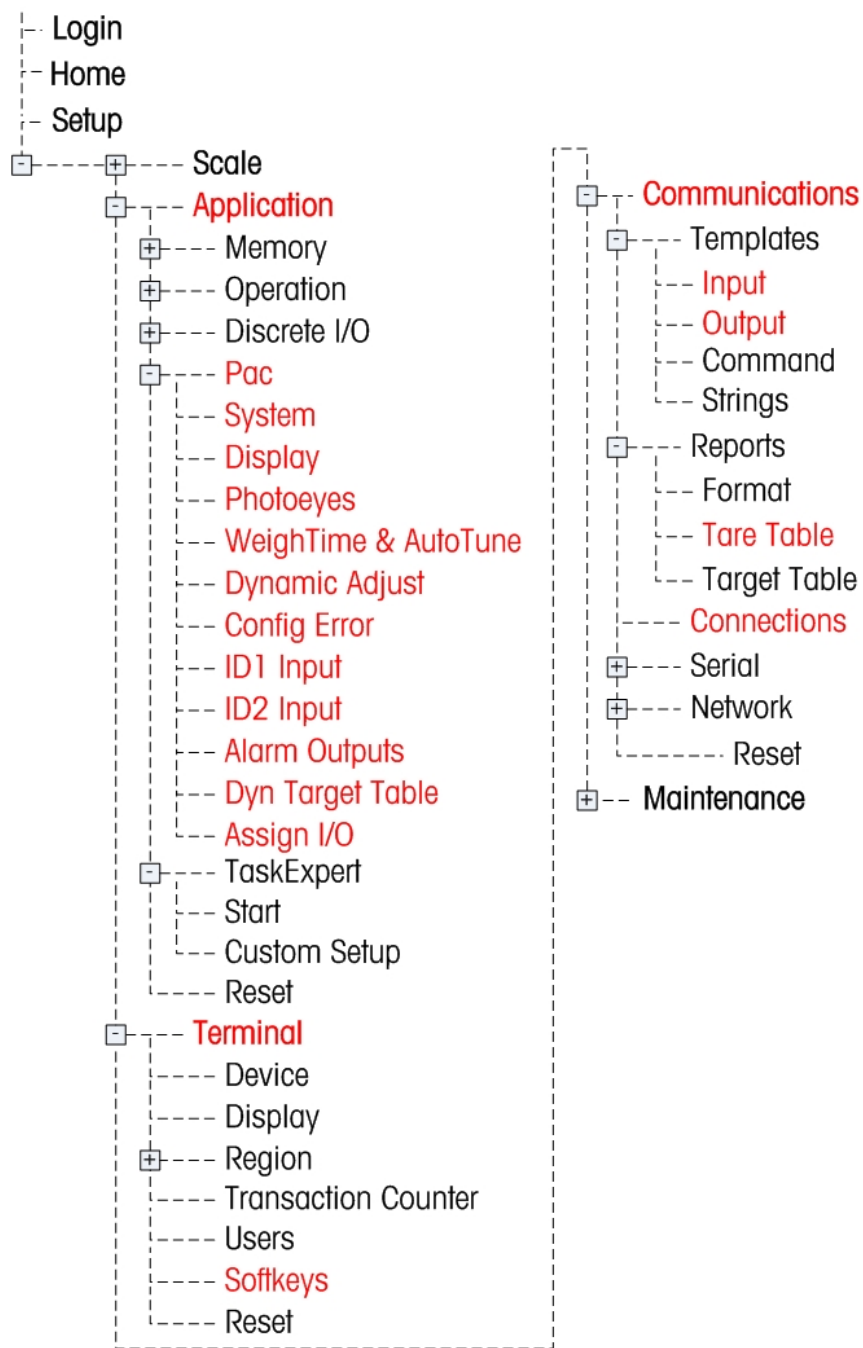 Login
Home
Setup
Scale
Application
Memory
Operation
Discrete I/O
Pac
System
Display
Photoeyes
WeighTime & AutoTune
Dynamic Adjust
Config Error
ID1 Input
ID2 Input
Alarm Outputs
Dyn Target Table
Assign I/O
TaskExpert
Start
Custom Setup
Reset
Terminal
Device
Display
Region
Transaction Counter
Users
Softkeys
Reset
Communications
Templates
Input
Output
Command
Strings
Reports
Format
Tare Table
Target Table
Connections
Serial
Network
Reset
Maintenance